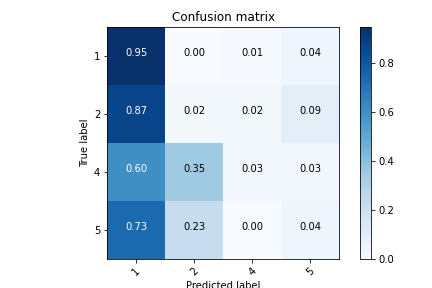 Confusion matrix
True label
1 0.95 0.00 0.01 0.04
2 0.87 0.02 0.02 0.09
4 0.60 0.35 0.03 0.03
5 0.73 0.23 0.00 0.04
1 2 4 5
Predicted label
0.8
0.6
0.4
0.2
0.0